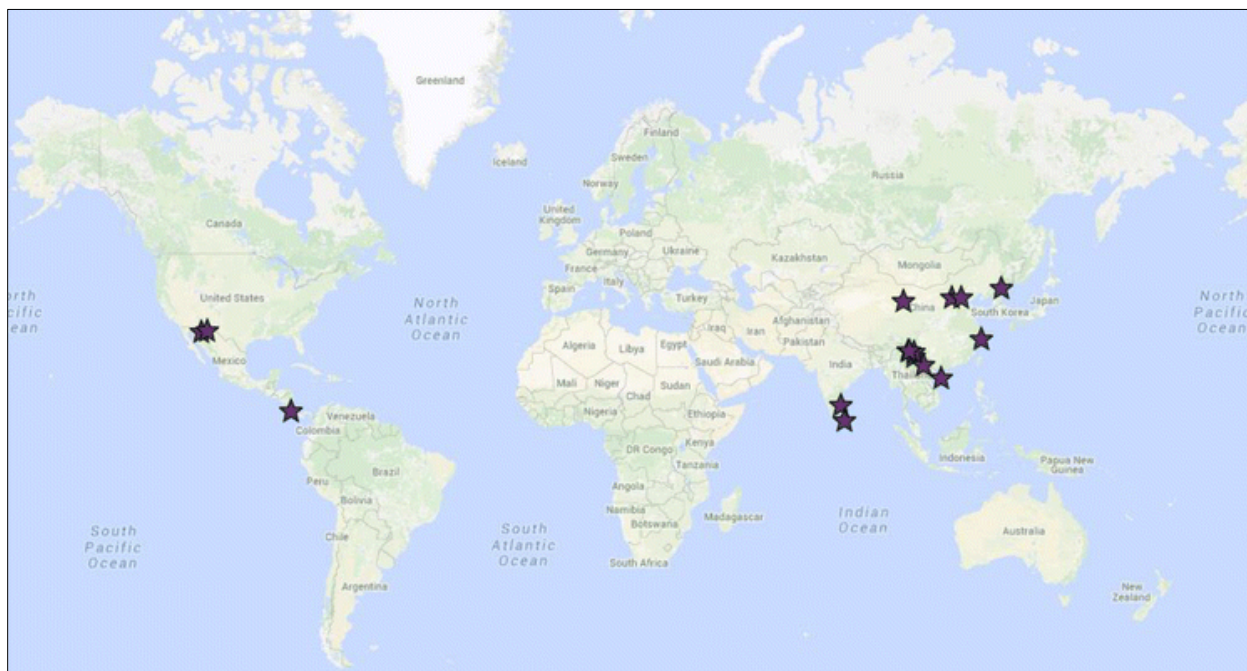 Greenland
Iceland
Finland
Sweden
Norway
Russia
Canada
United
Kingdom
Poland
Germany
Ukraine
France
Kazakhstan
Mongolia
Italy
Spain
Turkey
United States
North
Atlantic
Ocean
China
South Korea
Japan
North
Pacific
Ocean
Iraq
Iran
Afghanistan
Pakistan
Algeria
Libya
Egypt
Saudi Arabia
Mexico
India
Mali
Niger
Sudan
Chad
Nigeria
Ethiopia
Venezuela
Colombia
DR Congo
Kenya
Tanzania
Indonesia
Papua New
Guinea
Brazil
Peru
Bolivia
Angola
Namibia
Botswana
Madagascar
Indian
Ocean
Australia
South
Pacific
Ocean
South
Atlantic
Ocean
Chile
South Africa
Argentina
New
Zealand